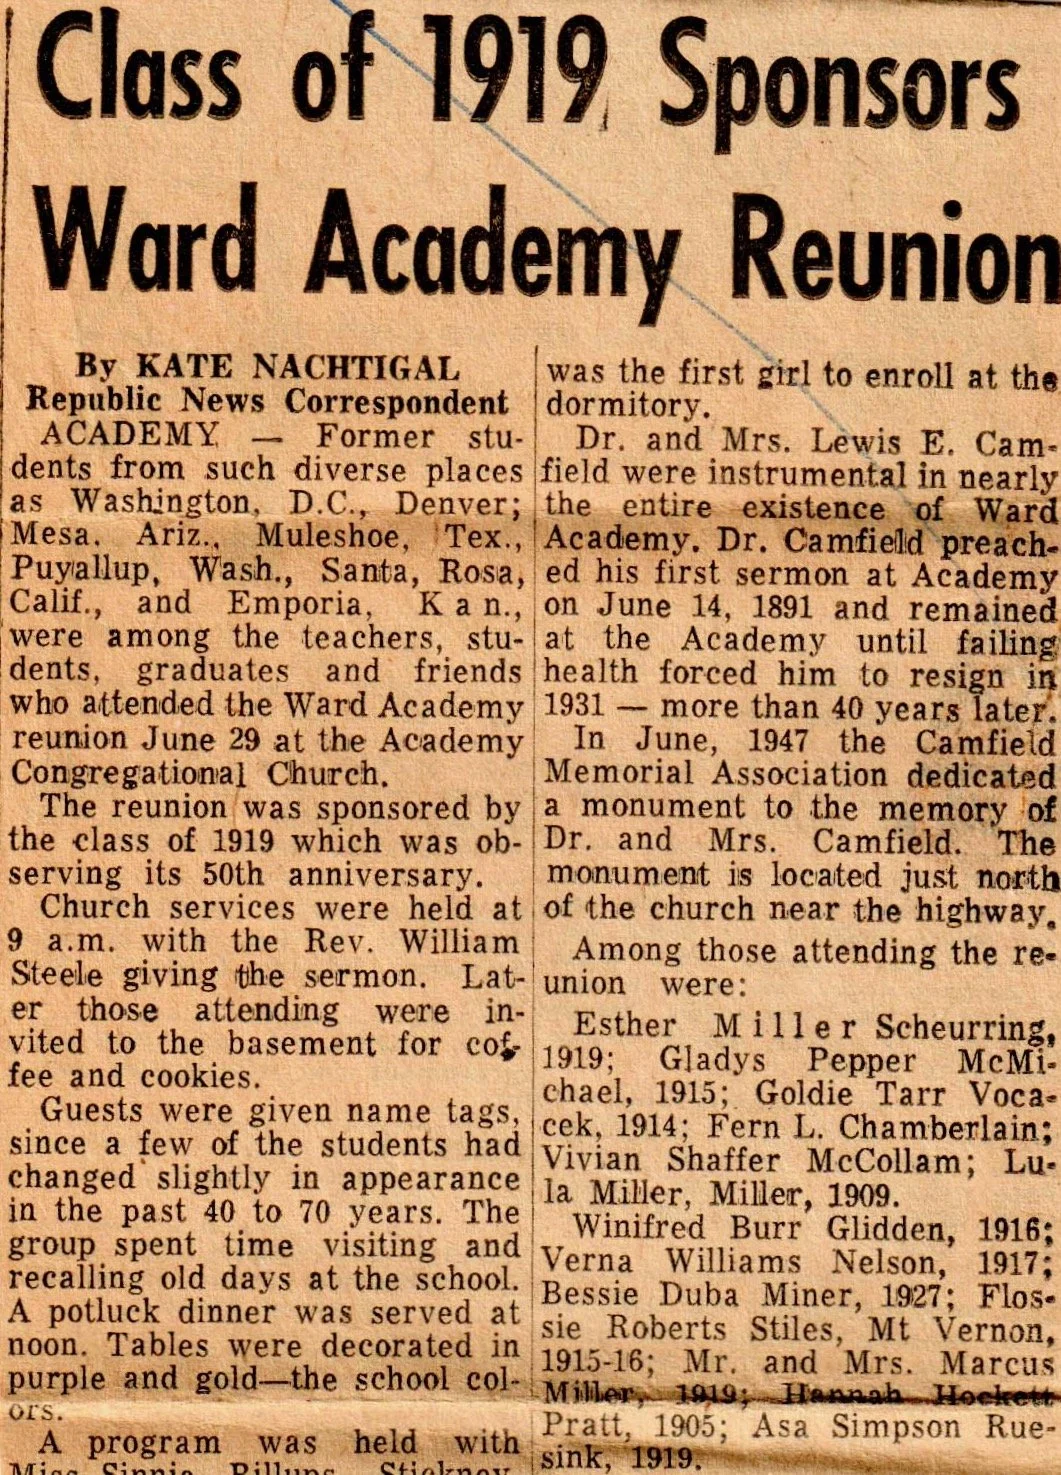 Class of 1919 Sponsors
Ward Academy Reunion
By KATE NACHTIGAL
Republic News Correspondent
ACADEMY — Former stu-
dents from such diverse places
as Washington, D.C., Denver;
Mesa. Ariz., Muleshoe, Tex.,
Puyallup, Wash., Santa, Rosa,
Calif., and Emporia, Kan.,
were among the teachers, stu-
dents, graduates and friends
who attended the Ward Academy
reunion June 29 at the Academy
Congregational Church.
The reunion was sponsored by
the class of 1919 which was ob-
serving its 50th anniversary.
Church services were held at
9 a.m. with the Rev. William
Steele giving the sermon. Lat-
er those attending were in-
vited to the basement for cof-
fee and cookies.
Guests were given name tags,
since a few of the students had
changed slightly in appearance
in the past 40 to 70 years. The
group spent time visiting and
recalling old days at the school.
A potluck dinner was served at
noon. Tables were decorated in
purple and gold—the school col-
ors.
A program was held with
Miss Sinnie Billups, Stickney,
was the first girl to enroll at the
dormitory.
Dr. and Mrs. Lewis E. Cam-
field were instrumental in nearly
the entire existence of Ward
Academy. Dr. Camfield preach-
ed his first sermon at Academy
on June 14, 1891 and remained
at the Academy until failing
health forced him to resign in
1931 — more than 40 years later.
In June, 1947 the Camfield
Memorial Association dedicated
a monument to the memory of
Dr. and Mrs. Camfield. The
monument is located just north
of the church near the highway.
Among those attending the re-
union were:
Esther Miller Scheurring,
1919; Gladys Pepper McMi-
chael, 1915; Goldie Tarr Voca-
cek, 1914; Fern L. Chamberlain;
Vivian Shaffer McCollam; Lu-
la Miller, Miller, 1909.
Winifred Burr Glidden, 1916;
Verna Williams Nelson, 1917;
Bessie Duba Miner, 1927; Flos-
sie Roberts Stiles, Mt Vernon,
1915-16; Mr. and Mrs. Marcus
Miller, 1919; Hannah Hockett
Pratt, 1905; Asa Simpson Rue-
sink, 1919.